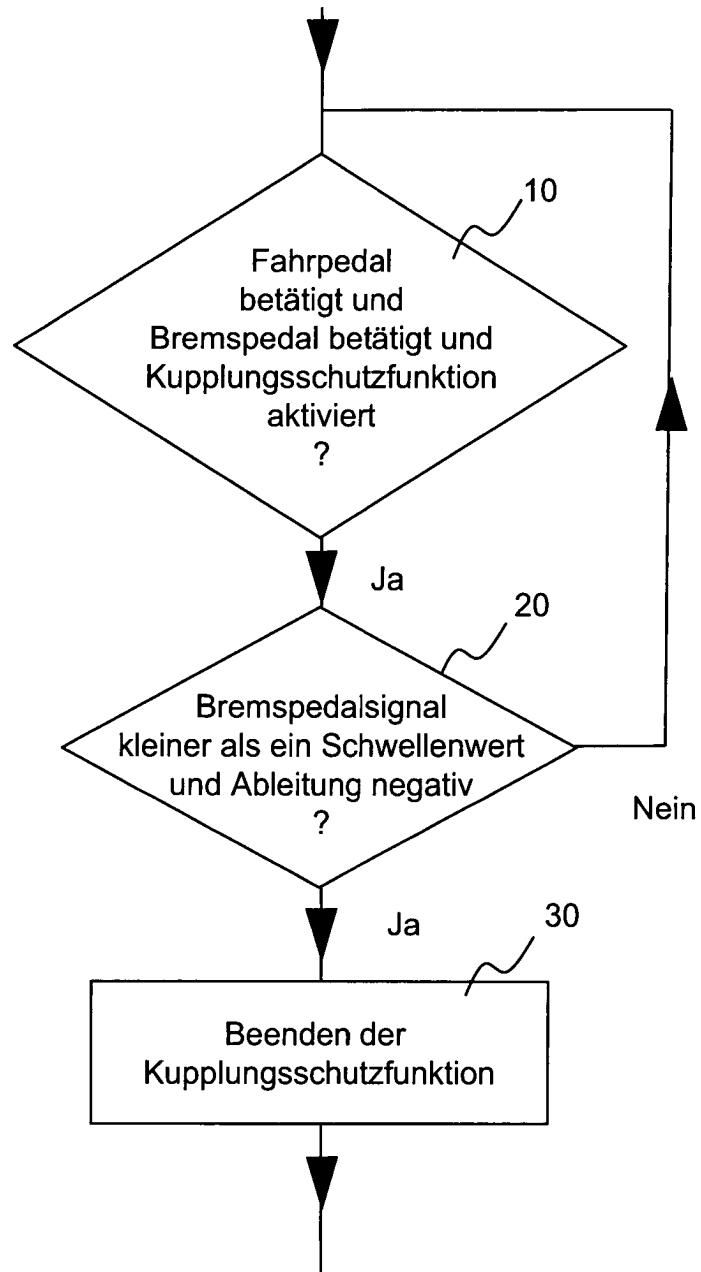 10
Fahrpedal
betätigt und
Bremspedal betätigt und
Kupplungsschutzfunktion
aktiviert
?
Ja
20
Bremspedalsignal
kleiner als ein Schwellenwert
und Ableitung negativ
?
Nein
Ja
30
Beenden der
Kupplungsschutzfunktion